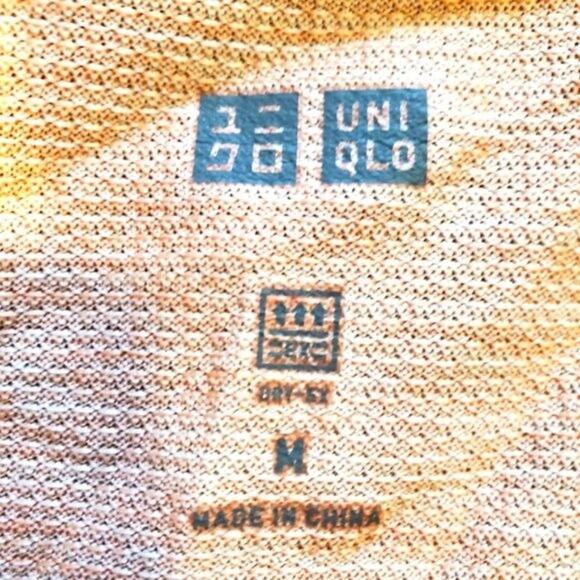 ユニ UNI
クロ QLO
DRY-EX
M
MADE IN CHINA